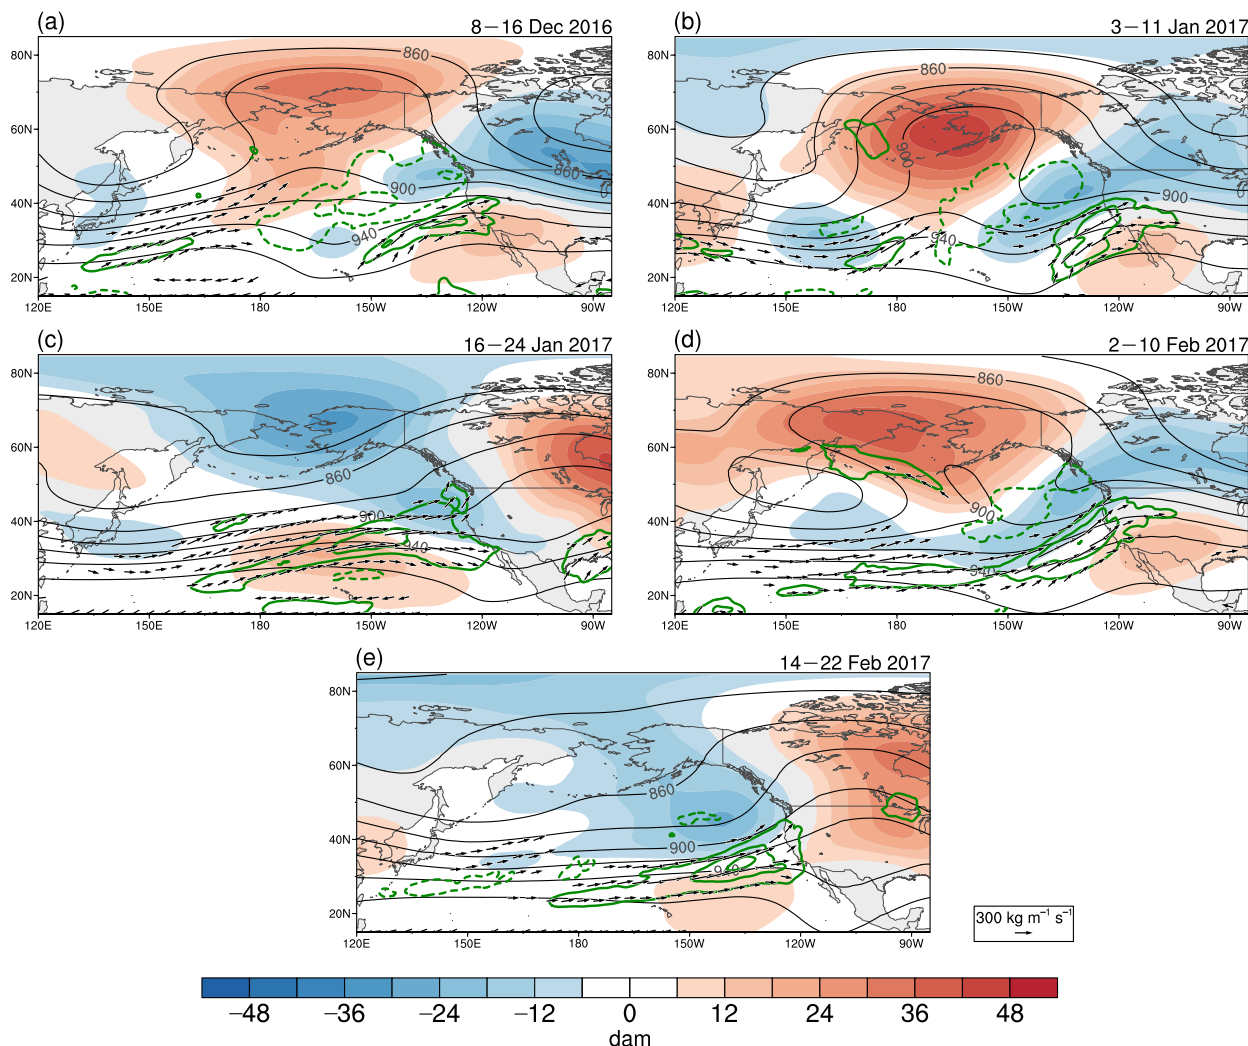 (a) 8−16 Dec 2016
80N
60N
40N
20N
860
860
900
940
120E 150E 180 150W 120W 90W
(b) 3−11 Jan 2017
80N
60N
40N
20N
860
900
900
940
120E 150E 180 150W 120W 90W
(c) 16−24 Jan 2017
80N
60N
40N
20N
860
900
940
120E 150E 180 150W 120W 90W
(d) 2−10 Feb 2017
80N
60N
40N
20N
860
900
940
120E 150E 180 150W 120W 90W
(e) 14−22 Feb 2017
80N
60N
40N
20N
860
900
940
120E 150E 180 150W 120W 90W
300 kg m⁻¹ s⁻¹
−48 −36 −24 −12 0 12 24 36 48
dam